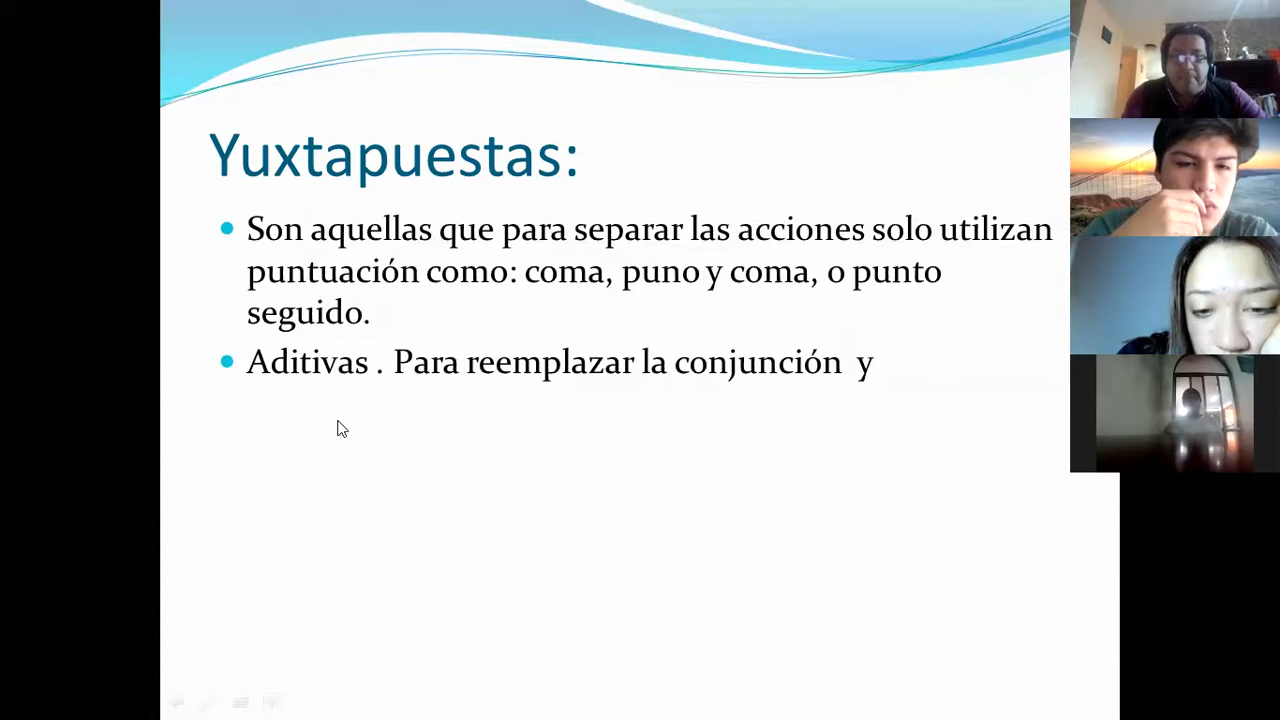 Yuxtapuestas:
Son aquellas que para separar las acciones solo utilizan
puntuación como: coma, puno y coma, o punto
seguido.
Aditivas . Para reemplazar la conjunción  y